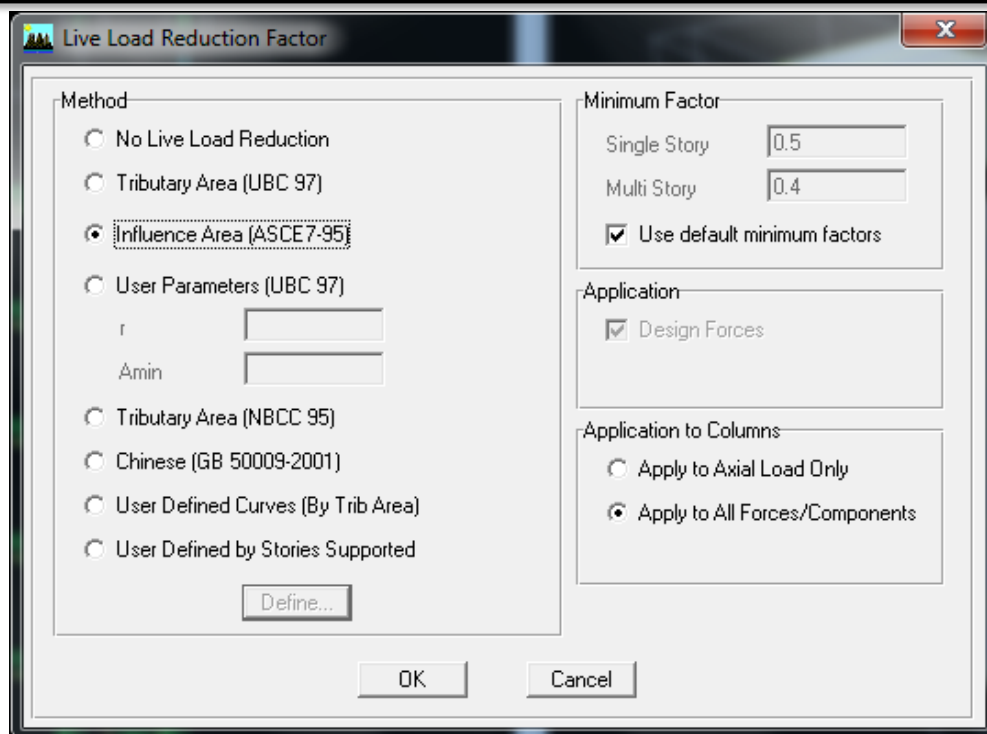 Live Load Reduction Factor
Method
No Live Load Reduction
Tributary Area (UBC 97)
Influence Area (ASCE7-95)
User Parameters (UBC 97)
r
Amin
Tributary Area (NBCC 95)
Chinese (GB 50009-2001)
User Defined Curves (By Trib Area)
User Defined by Stories Supported
Define...
Minimum Factor
Single Story 0.5
Multi Story 0.4
Use default minimum factors
Application
Design Forces
Application to Columns
Apply to Axial Load Only
Apply to All Forces/Components
OK Cancel